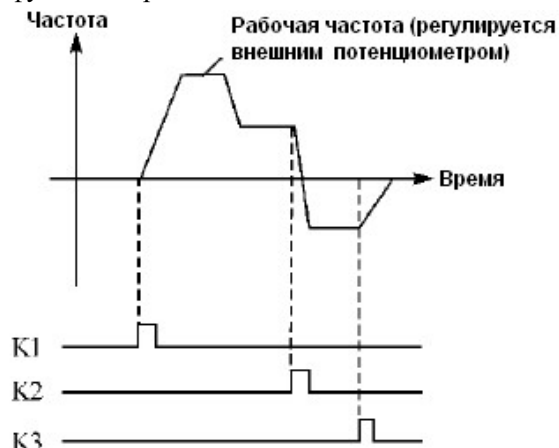 Частота
Рабочая частота (регулируется
внешним потенциометром)
Время
K1
K2
K3